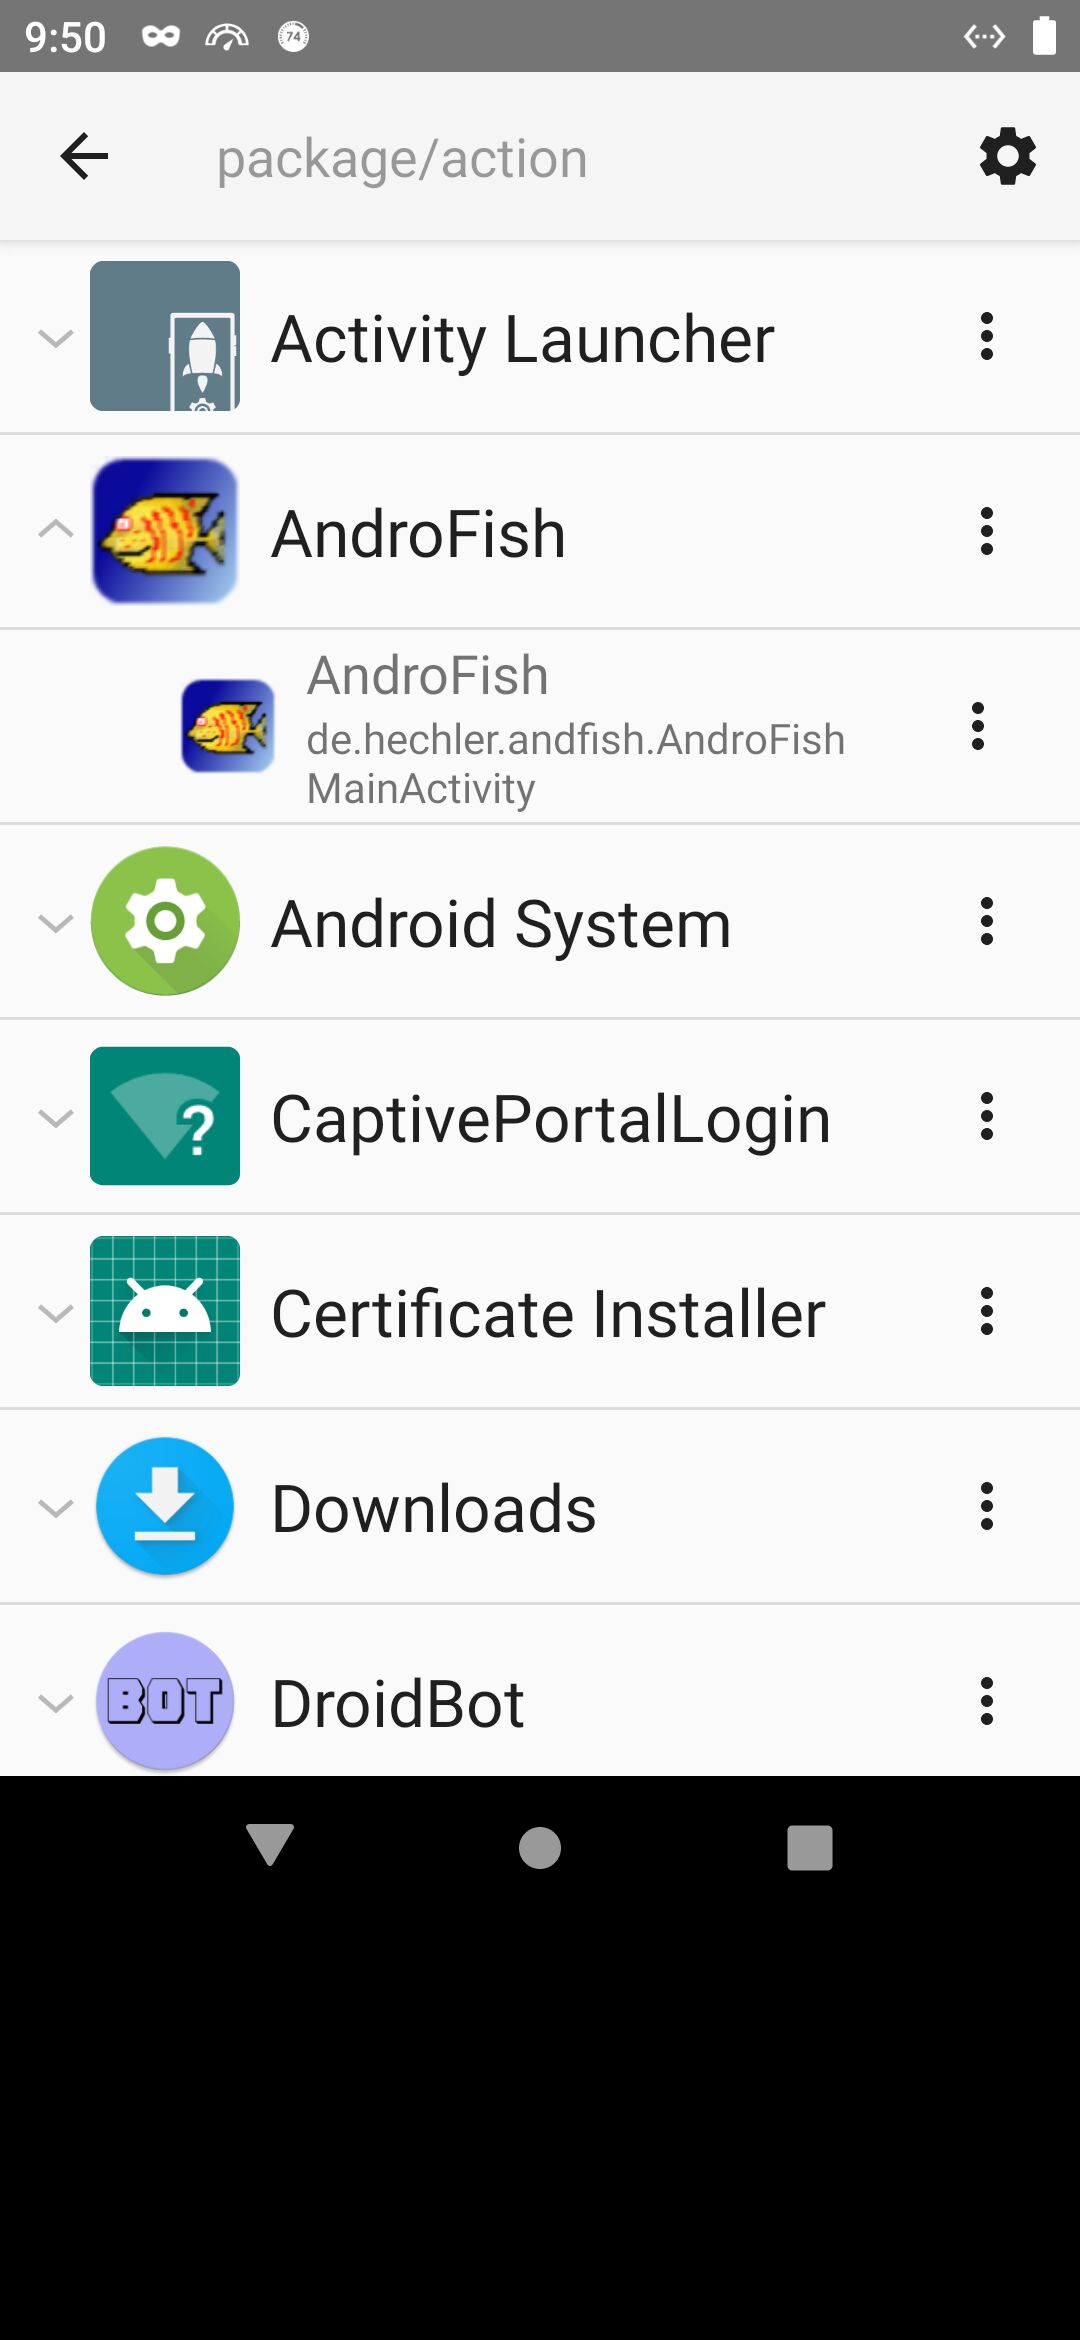 9:50
74
package/action
Activity Launcher
AndroFish
AndroFish
de.hechler.andfish.AndroFish
MainActivity
Android System
?
CaptivePortalLogin
Certificate Installer
Downloads
BOT
DroidBot